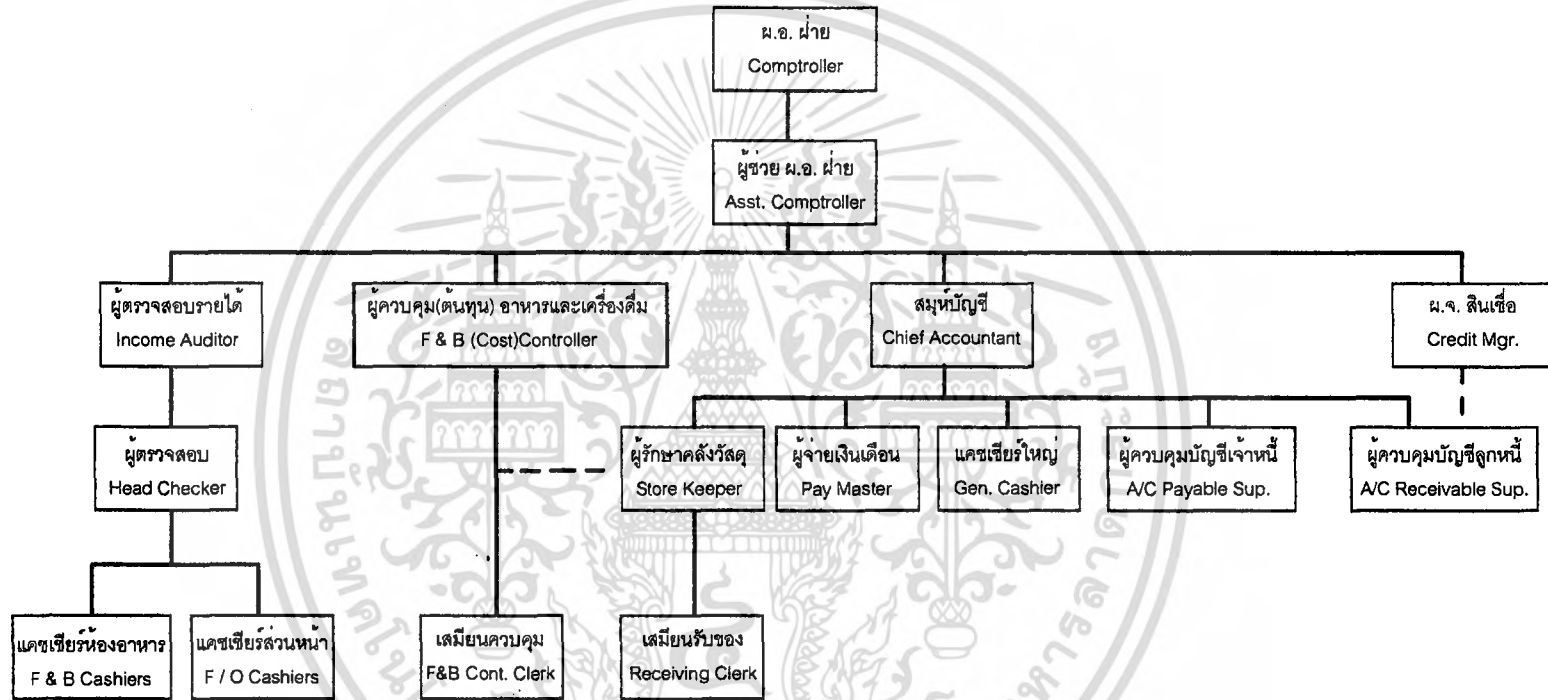 ผ.อ. ฝ่าย
Comptroller
ผู้ช่วย ผ.อ. ฝ่าย
Asst. Comptroller
ผู้ตรวจสอบรายได้
Income Auditor
ผู้ควบคุม(ต้นทุน) อาหารและเครื่องดื่ม
F & B (Cost)Controller
สมุห์บัญชี
Chief Accountant
ผ.จ. สินเชื่อ
Credit Mgr.
ผู้ตรวจสอบ
Head Checker
ผู้รักษาคลังวัสดุ
Store Keeper
ผู้จ่ายเงินเดือน
Pay Master
แคชเชียร์ใหญ่
Gen. Cashier
ผู้ควบคุมบัญชีเจ้าหนี้
A/C Payable Sup.
ผู้ควบคุมบัญชีลูกหนี้
A/C Receivable Sup.
แคชเชียร์ห้องอาหาร
F & B Cashiers
แคชเชียร์ส่วนหน้า
F / O Cashiers
เสมียนควบคุม
F&B Cont. Clerk
เสมียนรับของ
Receiving Clerk